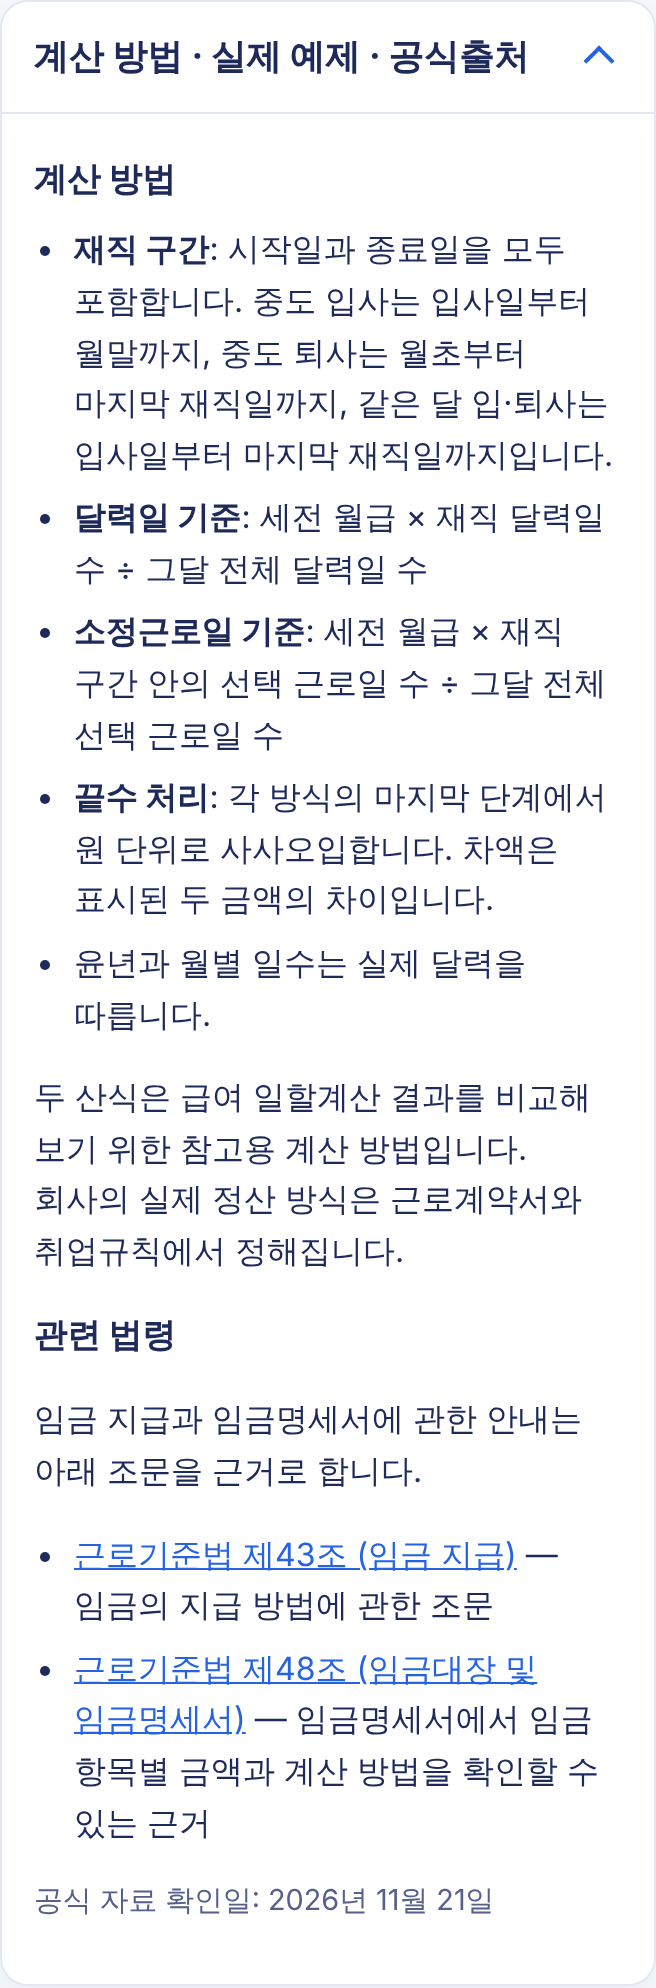 계산 방법 · 실제 예제 · 공식출처
계산 방법
• 재직 구간: 시작일과 종료일을 모두
포함합니다. 중도 입사는 입사일부터
월말까지, 중도 퇴사는 월초부터
마지막 재직일까지, 같은 달 입·퇴사는
입사일부터 마지막 재직일까지입니다.
• 달력일 기준: 세전 월급 × 재직 달력일
수 ÷ 그달 전체 달력일 수
• 소정근로일 기준: 세전 월급 × 재직
구간 안의 선택 근로일 수 ÷ 그달 전체
선택 근로일 수
• 끝수 처리: 각 방식의 마지막 단계에서
원 단위로 사사오입합니다. 차액은
표시된 두 금액의 차이입니다.
• 윤년과 월별 일수는 실제 달력을
따릅니다.
두 산식은 급여 일할계산 결과를 비교해
보기 위한 참고용 계산 방법입니다.
회사의 실제 정산 방식은 근로계약서와
취업규칙에서 정해집니다.
관련 법령
임금 지급과 임금명세서에 관한 안내는
아래 조문을 근거로 합니다.
• 근로기준법 제43조 (임금 지급) —
임금의 지급 방법에 관한 조문
• 근로기준법 제48조 (임금대장 및
임금명세서) — 임금명세서에서 임금
항목별 금액과 계산 방법을 확인할 수
있는 근거
공식 자료 확인일: 2026년 11월 21일